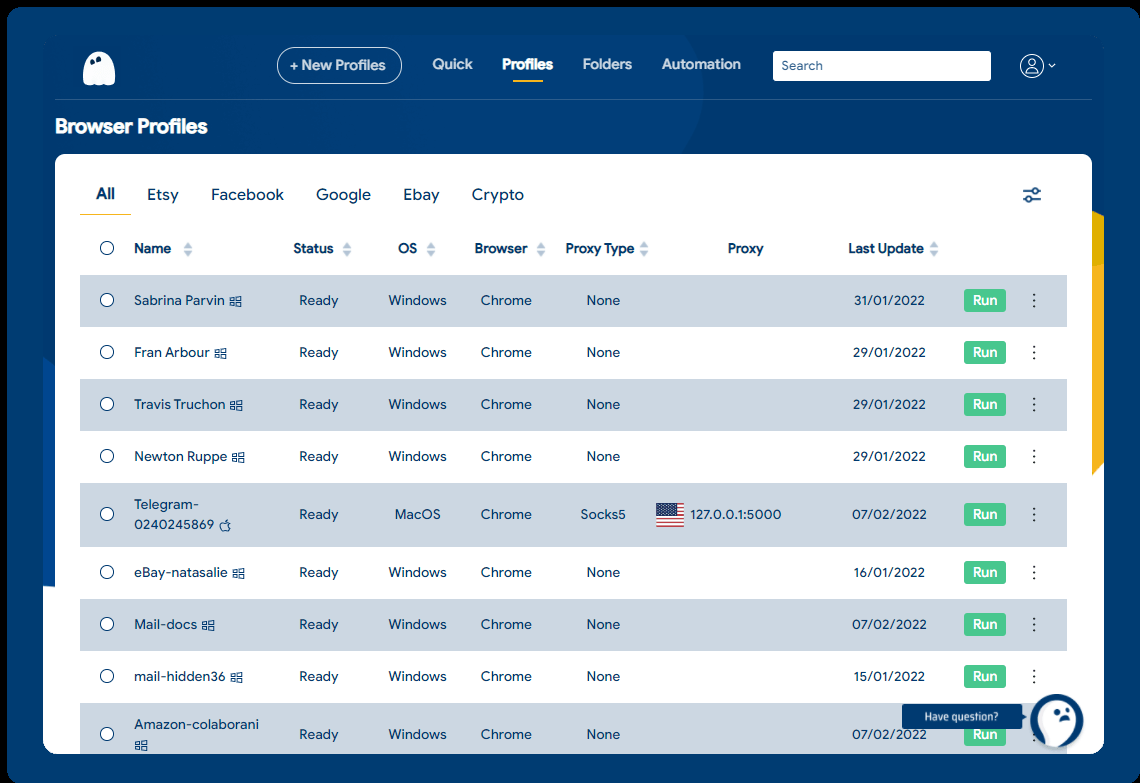 + New Profiles Quick Profiles Folders Automation Search
Browser Profiles
All Etsy Facebook Google Ebay Crypto
Name Status OS Browser Proxy Type Proxy Last Update
Sabrina Parvin Ready Windows Chrome None 31/01/2022 Run
Fran Arbour Ready Windows Chrome None 29/01/2022 Run
Travis Truchon Ready Windows Chrome None 29/01/2022 Run
Newton Ruppe Ready Windows Chrome None 29/01/2022 Run
Telegram-
0240245869 Ready MacOS Chrome Socks5 127.0.0.1:5000 07/02/2022 Run
eBay-natasalie Ready Windows Chrome None 16/01/2022 Run
Mail-docs Ready Windows Chrome None 07/02/2022 Run
mail-hidden36 Ready Windows Chrome None 15/01/2022 Run
Have question?
Amazon-colaborani Ready Windows Chrome None 07/02/2022 Run